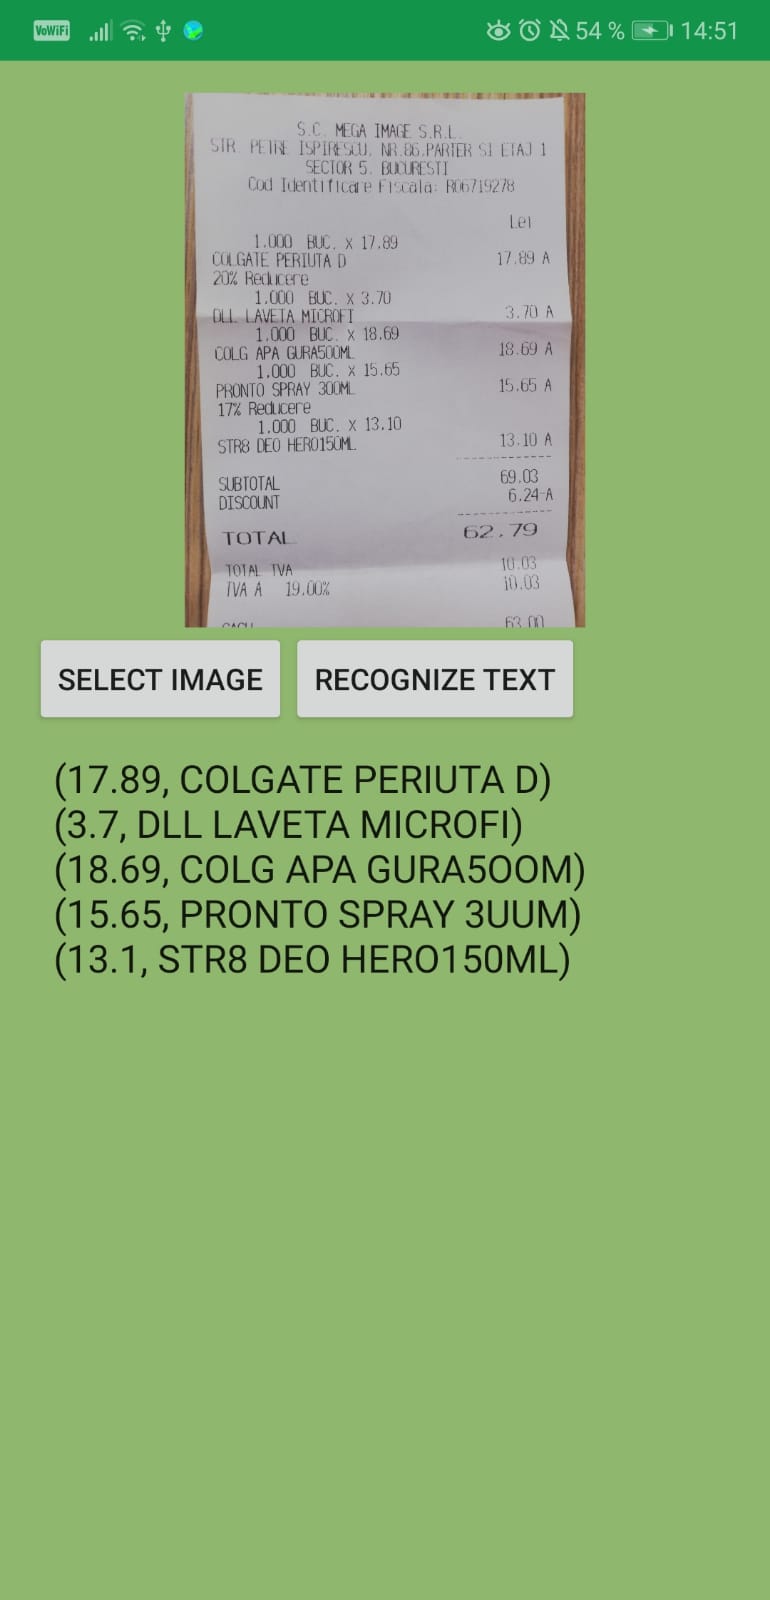 VoWiFi 54 % 14:51
S.C. MEGA IMAGE S.R.L.
STR. PETRE ISPIRESCU, NR.86,PARTER SI ETAJ 1
SECTOR 5, BUCURESTI
Cod Identificare Fiscala: RO6719278
Lei
1.000 BUC. x 17.89
COLGATE PERIUTA D 17.89 A
20% Reducere
1.000 BUC. x 3.70
DLL LAVETA MICROFI 3.70 A
1.000 BUC. x 18.69
COLG APA GURA500ML 18.69 A
1.000 BUC. x 15.65
PRONTO SPRAY 300ML 15.65 A
17% Reducere
1.000 BUC. x 13.10
STR8 DEO HERO150ML 13.10 A
SUBTOTAL 69.03
DISCOUNT 6.24-A
TOTAL 62.79
TOTAL TVA 10.03
TVA A 19.00% 10.03
63.00
SELECT IMAGE RECOGNIZE TEXT
(17.89, COLGATE PERIUTA D)
(3.7, DLL LAVETA MICROFI)
(18.69, COLG APA GURA5OOM)
(15.65, PRONTO SPRAY 3UUM)
(13.1, STR8 DEO HERO150ML)